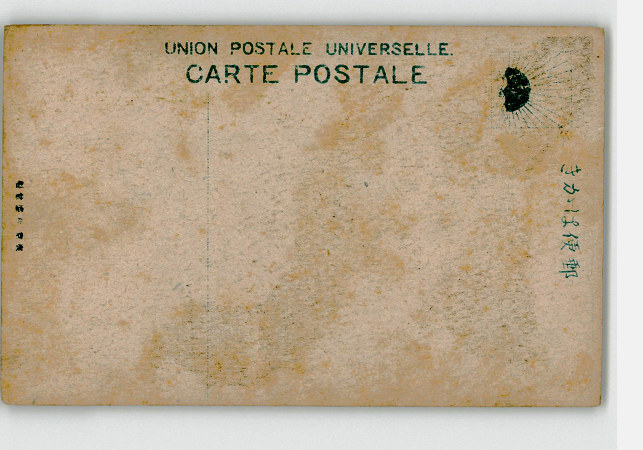 UNION POSTALE UNIVERSELLE.
CARTE POSTALE
きかは便郵